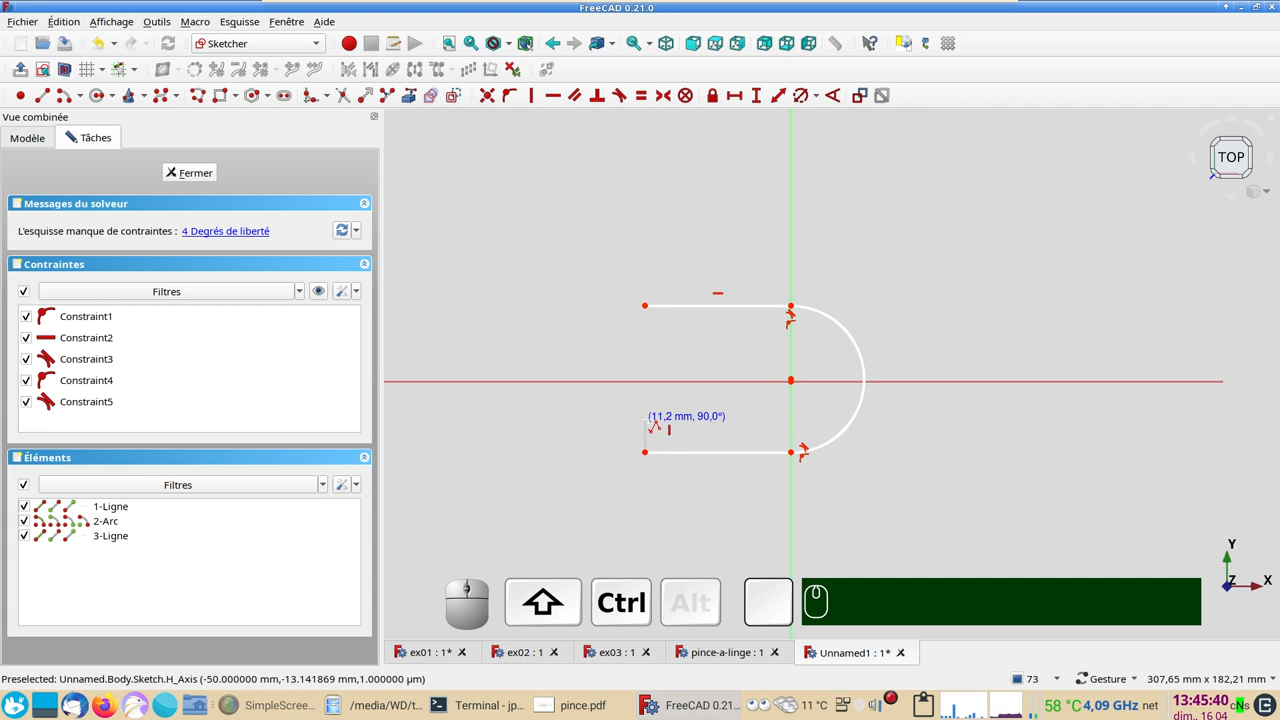 FreeCAD 0.21.0
Fichier Édition Affichage Outils Macro Esquisse Fenêtre Aide
Sketcher
Vue combinée
Modèle Tâches
Fermer
Messages du solveur
L'esquisse manque de contraintes : 4 Degrés de liberté
Contraintes
Filtres
Constraint1
Constraint2
Constraint3
Constraint4
Constraint5
Éléments
Filtres
1-Ligne
2-Arc
3-Ligne
TOP
(11,2 mm, 90,0°)
Y
Z
X
Ctrl Alt
ex01 : 1* ex02 : 1 ex03 : 1 pince-a-linge : 1 Unnamed1 : 1*
Preselected: Unnamed.Body.Sketch.H_Axis (-50.000000 mm,-13.141869 mm,1.000000 µm) 73 Gesture 307,65 mm × 182,21 mm
SimpleScree... /media/WD/t... Terminal - jp... pince.pdf FreeCAD 0.21... 11 °C 58 °C 4,09 GHz net 13:45:40
dim., 16 04